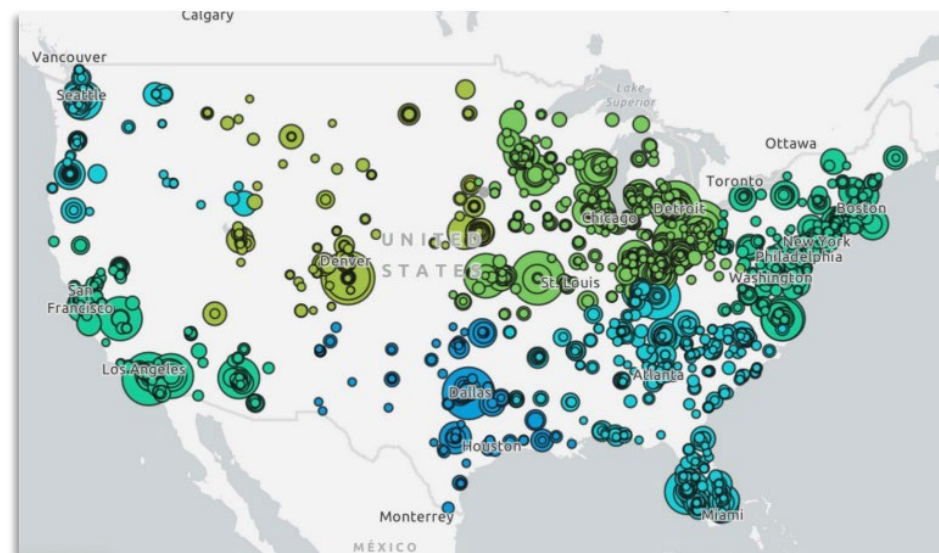 Calgary
Vancouver
Seattle
Lake
Superior
Ottawa
Toronto
Boston
Detroit
Chicago
New York
Philadelphia
UNITED
STATES
Denver
Washington
St. Louis
San
Francisco
Los Angeles
Atlanta
Dallas
Houston
Monterrey
Miami
MÉXICO